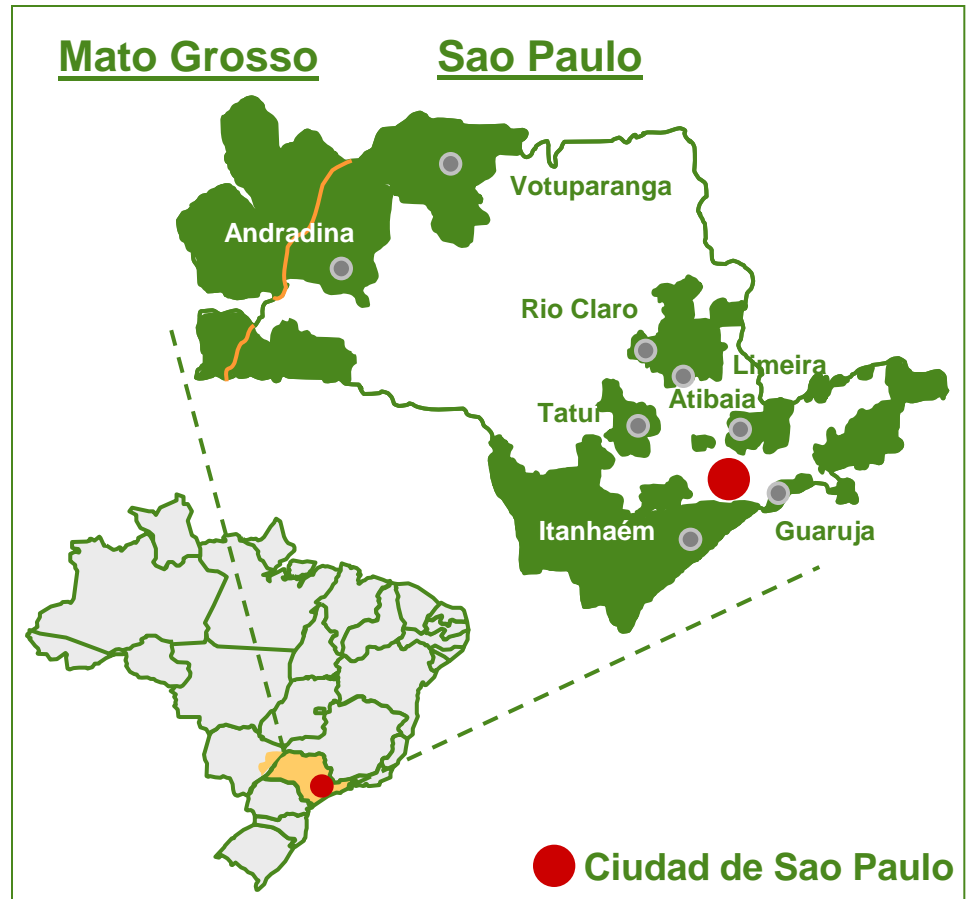 Mato Grosso
Sao Paulo
Votuparanga
Andradina
Rio Claro
Limeira
Atibaia
Tatuí
Itanhaém
Guaruja
Ciudad de Sao Paulo